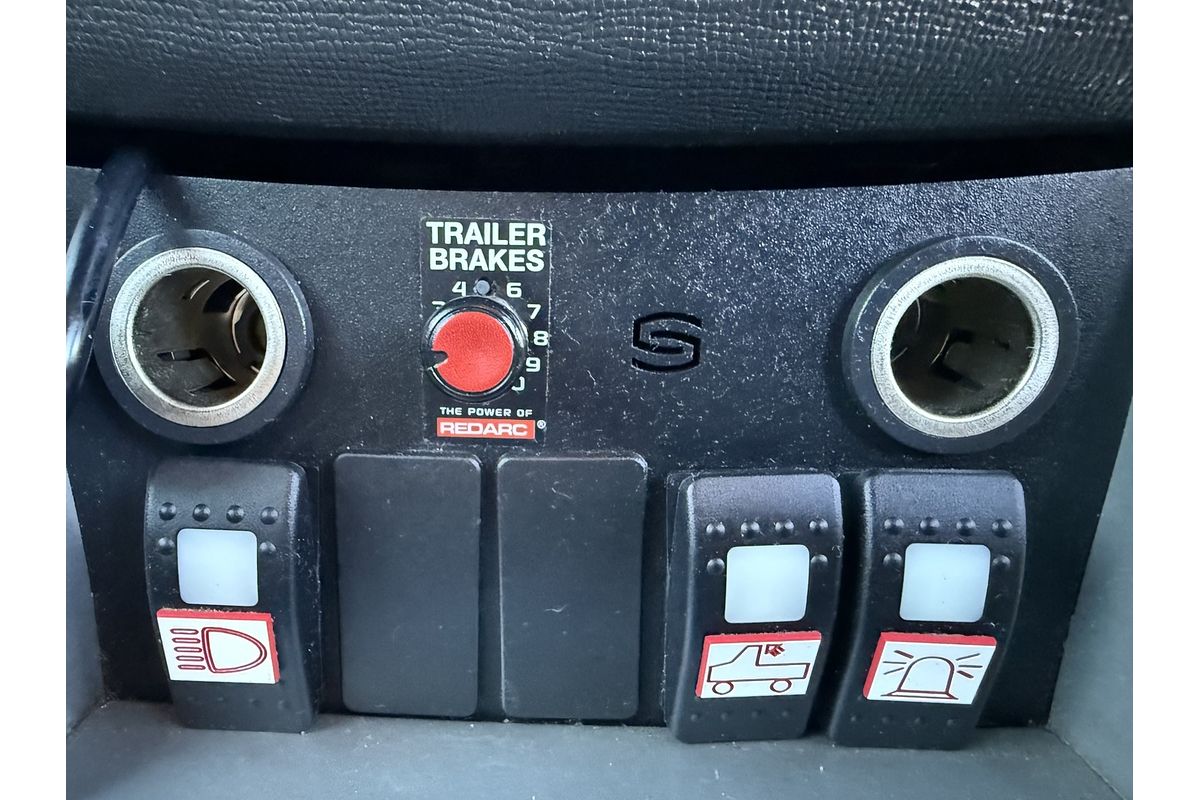 TRAILER
BRAKES
4 6
7
8
9
THE POWER OF
REDARC®